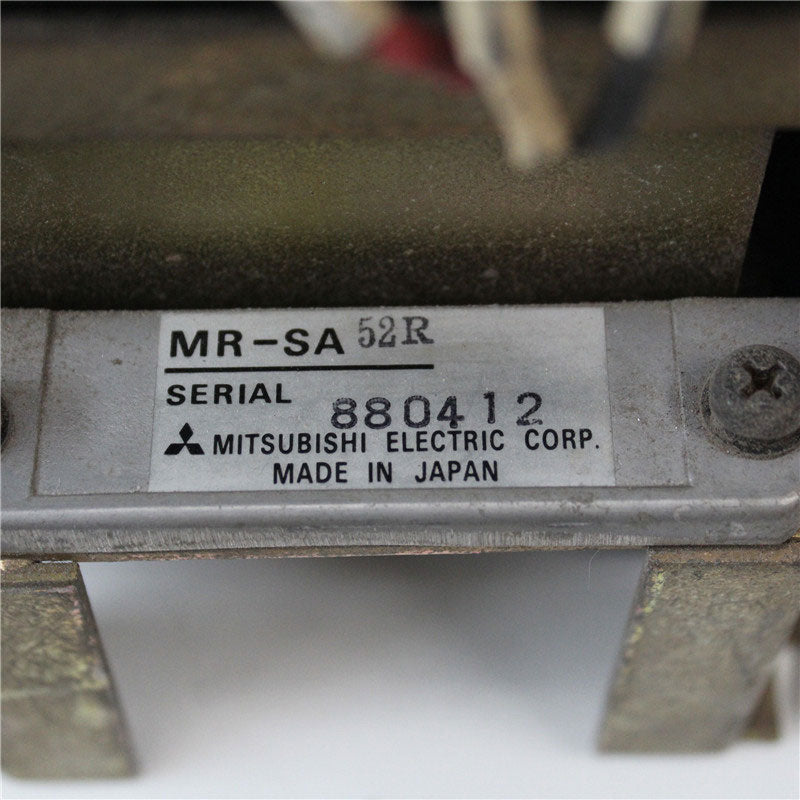 MR-SA 52R
SERIAL 880412
MITSUBISHI ELECTRIC CORP.
MADE IN JAPAN